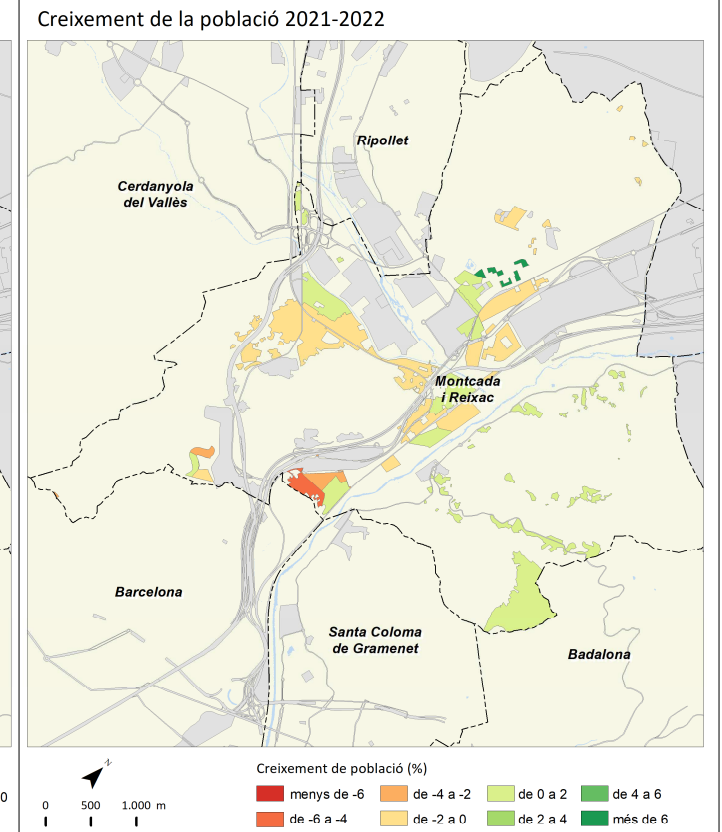 Creixement de la població 2021-2022
Ripollet
Cerdanyola
del Vallès
Montcada
i Reixac
Barcelona
Santa Coloma
de Gramenet
Badalona
N
0
0 500 1.000 m
Creixement de població (%)
menys de -6 de -4 a -2 de 0 a 2 de 4 a 6
de -6 a -4 de -2 a 0 de 2 a 4 més de 6